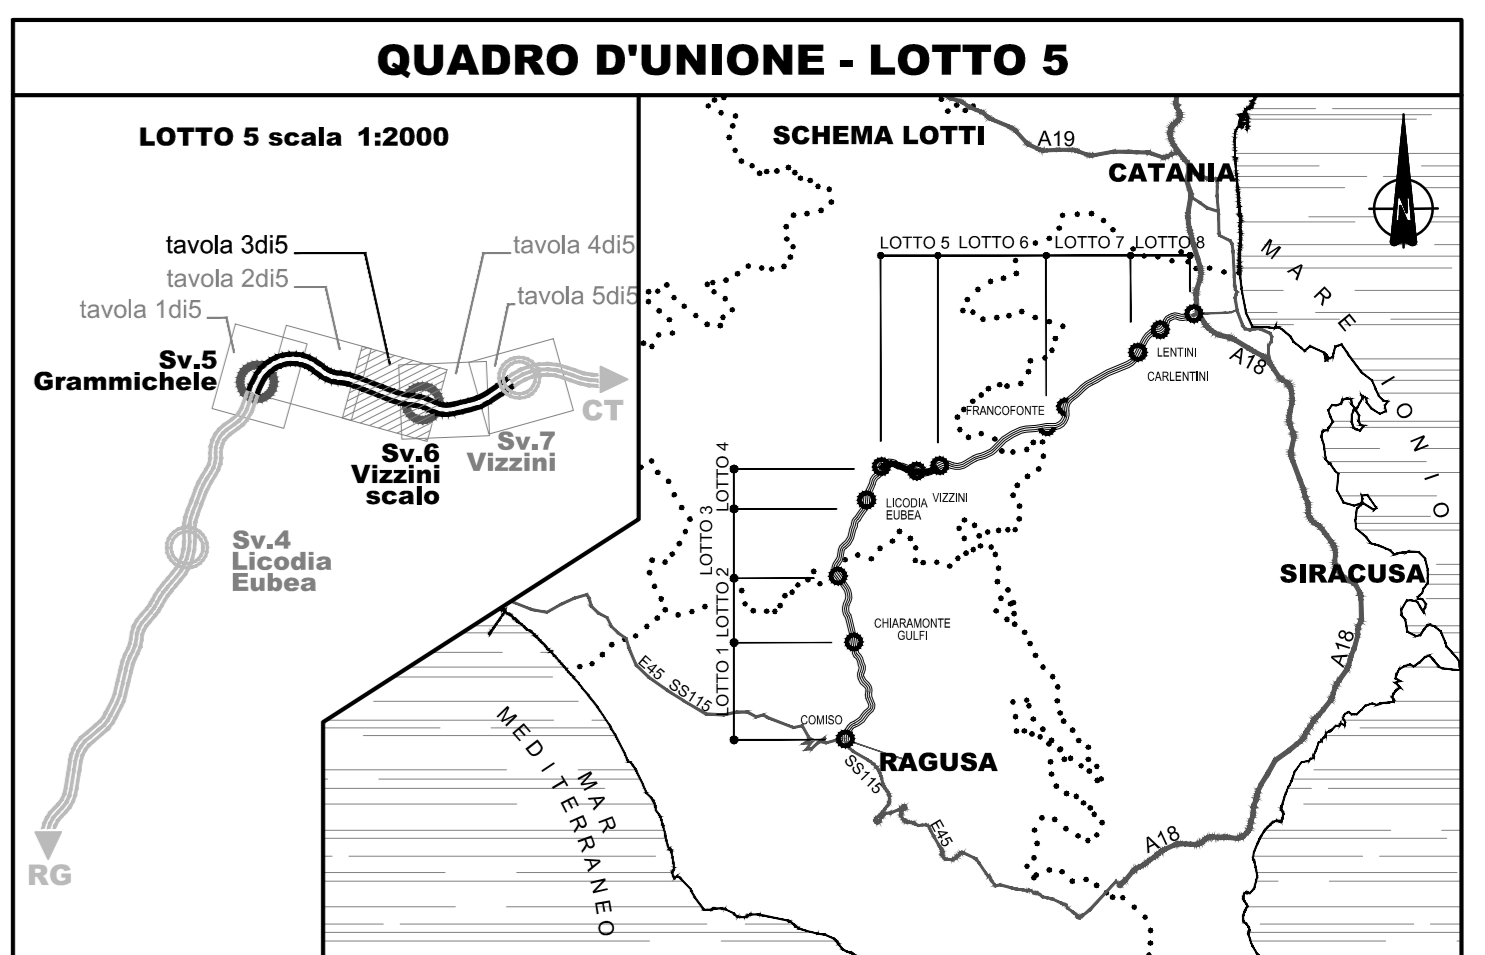 QUADRO D'UNIONE - LOTTO 5
LOTTO 5 scala 1:2000
tavola 3di5
tavola 2di5
tavola 1di5
tavola 4di5
tavola 5di5
Sv.5
Grammichele
Sv.6
Vizzini
scalo
Sv.7
Vizzini
CT
Sv.4
Licodia
Eubea
RG
SCHEMA LOTTI
A19
CATANIA
N
LOTTO 5
LOTTO 6
LOTTO 7
LOTTO 8
MARE
IONIO
LENTINI
CARLENTINI
A18
FRANCOFONTE
LOTTO 4
LOTTO 3
LOTTO 2
LOTTO 1
LICODIA
EUBEA
VIZZINI
CHIARAMONTE
GULFI
SIRACUSA
A18
E45
SS115
COMISO
RAGUSA
SS115
E45
A18
MAR
MEDITERRANEO